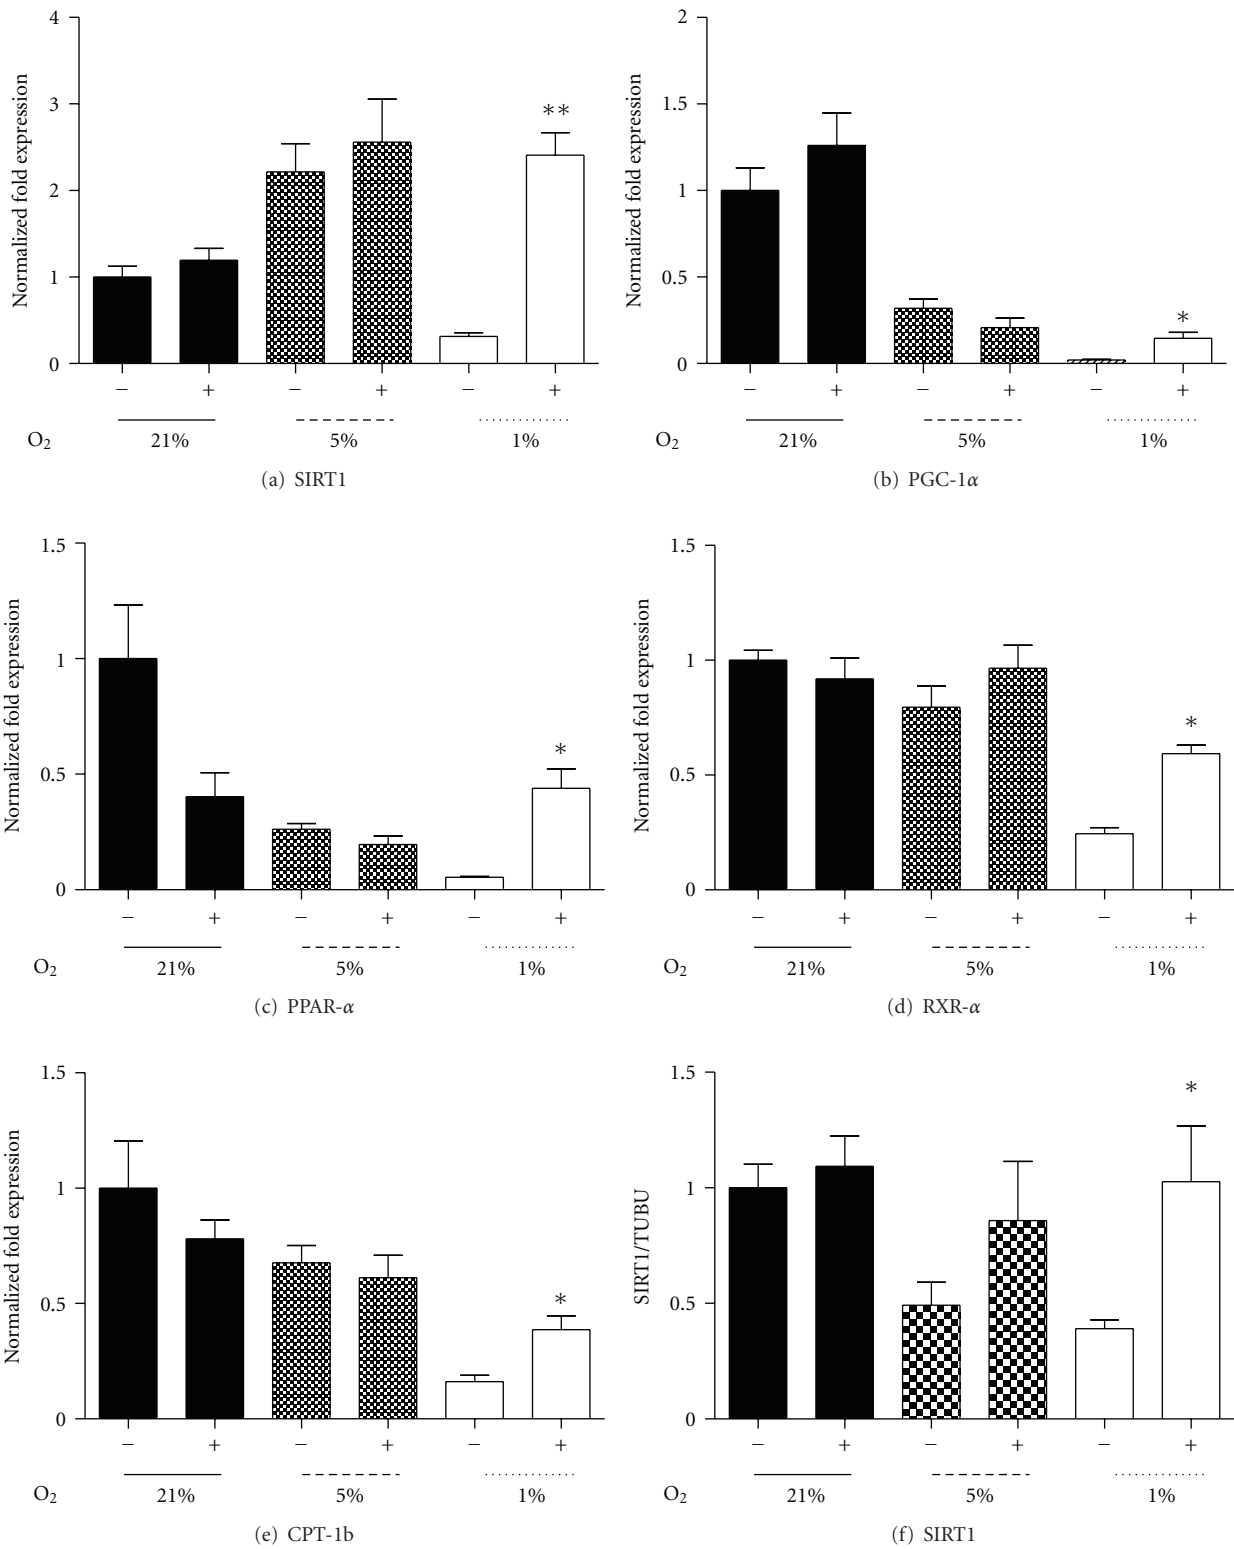 Normalized fold expression
4
3
2
1
0
**
− + − + − +
O2 21% 5% 1%
(a) SIRT1
Normalized fold expression
2
1.5
1
0.5
0
*
− + − + − +
O2 21% 5% 1%
(b) PGC-1α
Normalized fold expression
1.5
1
0.5
0
*
− + − + − +
O2 21% 5% 1%
(c) PPAR-α
Normalized fold expression
1.5
1
0.5
0
*
− + − + − +
O2 21% 5% 1%
(d) RXR-α
Normalized fold expression
1.5
1
0.5
0
*
− + − + − +
O2 21% 5% 1%
(e) CPT-1b
SIRT1/TUBU
1.5
1
0.5
0
*
− + − + − +
O2 21% 5% 1%
(f) SIRT1